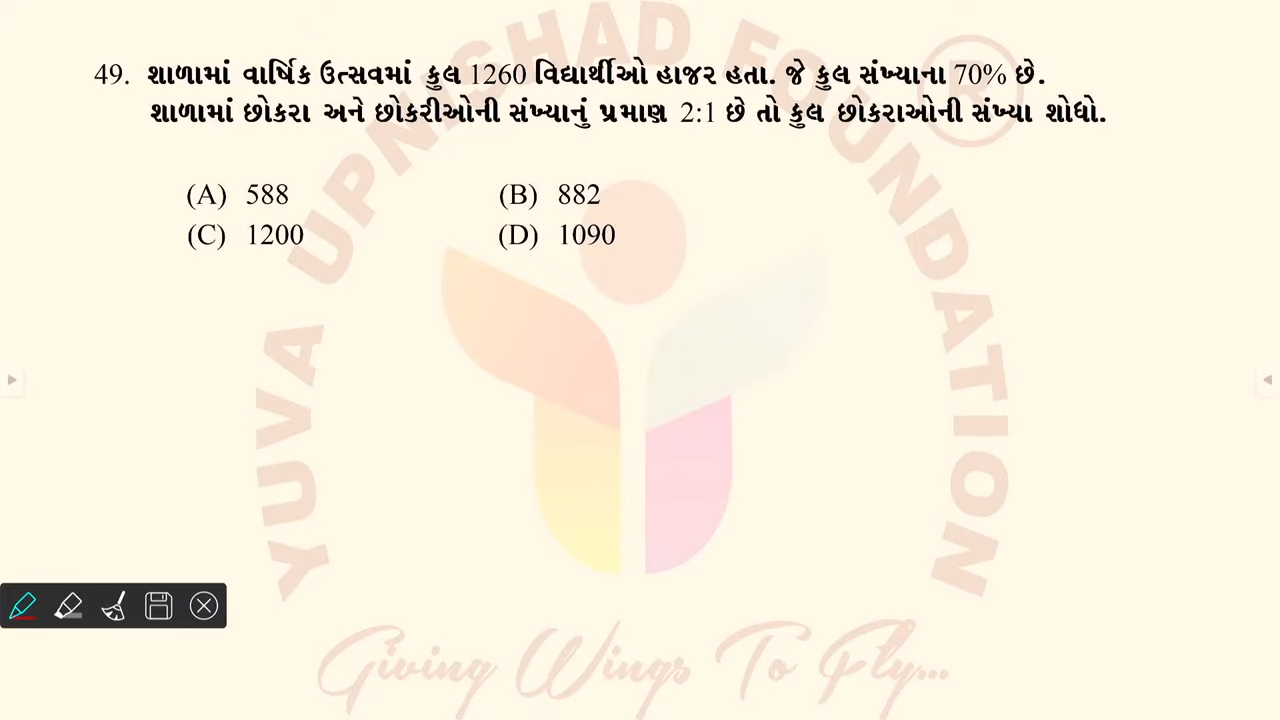 49. શાળામાં વાર્ષિક ઉત્સવમાં કુલ 1260 વિદ્યાર્થીઓ હાજર હતા. જે કુલ સંખ્યાના 70% છે.
શાળામાં છોકરા અને છોકરીઓની સંખ્યાનું પ્રમાણ 2:1 છે તો કુલ છોકરાઓની સંખ્યા શોધો.
(A) 588 (B) 882
(C) 1200 (D) 1090
YUVA UPNISHAD FOUNDATION
R
Giving Wings To Fly...